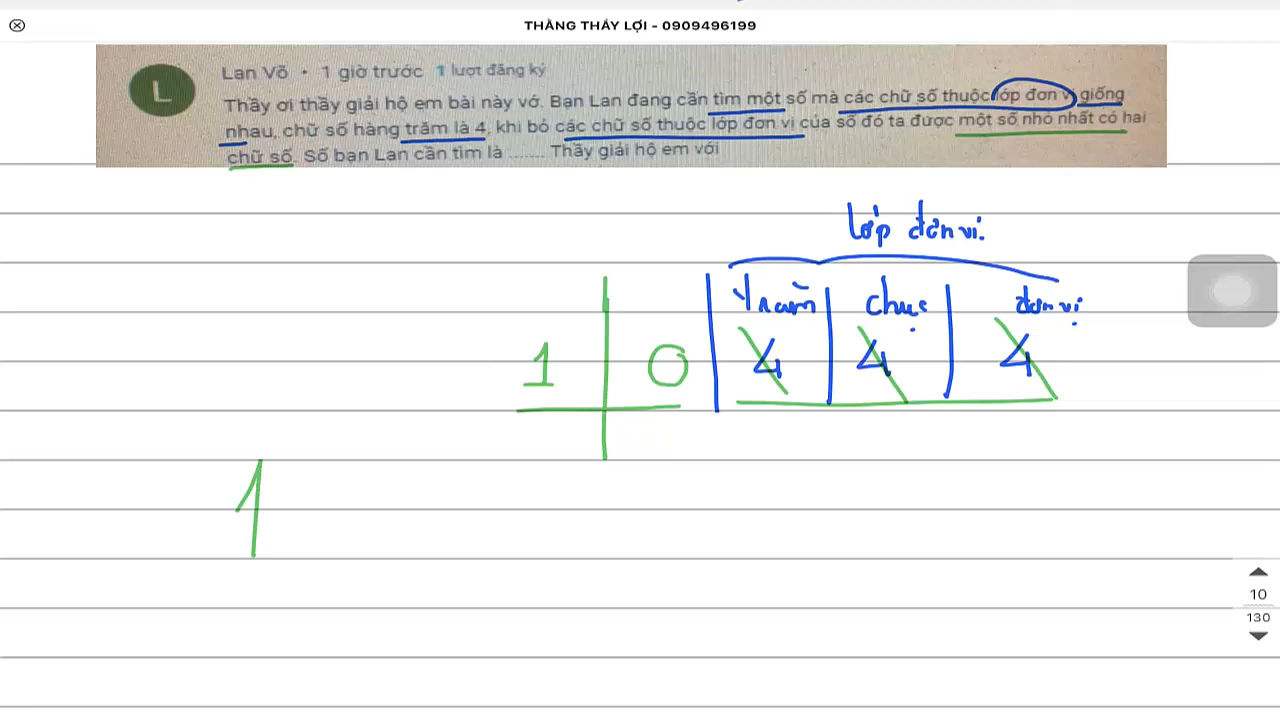 THẦNG THẦY LỢI - 0909496199
L
Lan Võ • 1 giờ trước 1 lượt đăng ký
Thầy ơi thầy giải hộ em bài này vớ. Bạn Lan đang cần tìm một số mà các chữ số thuộc lớp đơn vị giống
nhau, chữ số hàng trăm là 4, khi bỏ các chữ số thuộc lớp đơn vị của số đó ta được một số nhỏ nhất có hai
chữ số. Số bạn Lan cần tìm là ........ Thầy giải hộ em với
lớp đơn vị.
trăm chục đơn vị
1 0 4 4 4
1
10
130